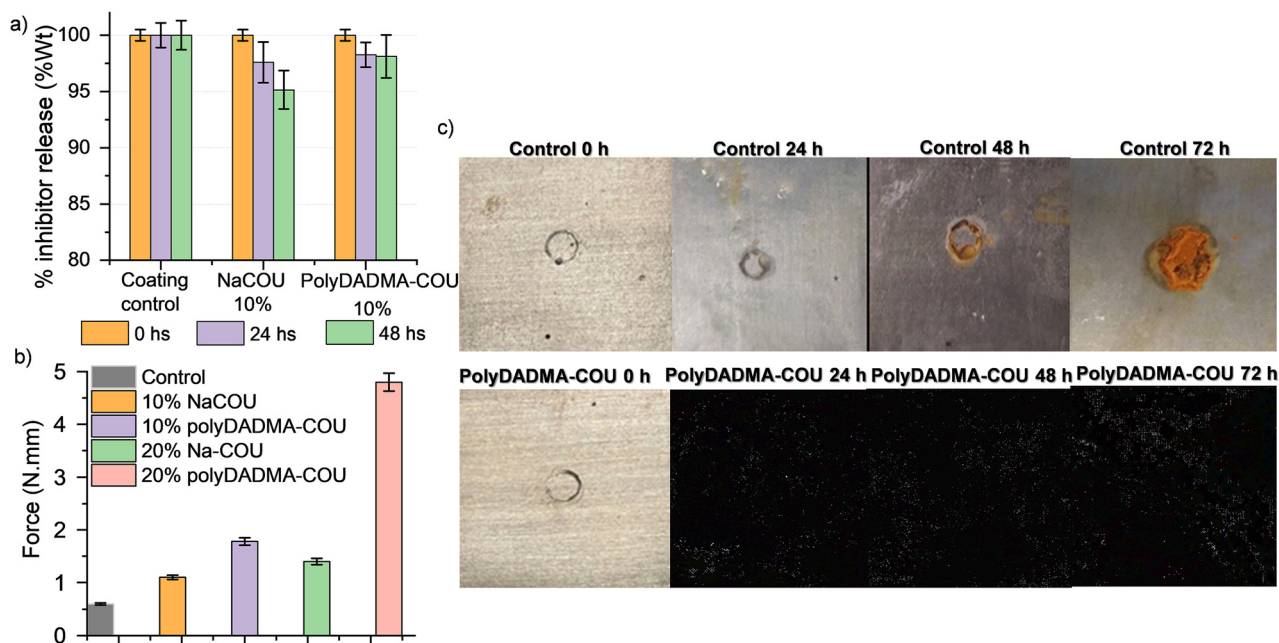 a)
% inhibitor release (%Wt)
100
95
90
85
80
Coating
control
NaCOU
10%
PolyDADMA-COU
10%
0 hs
24 hs
48 hs
b)
Force (N.mm)
5
4
3
2
1
0
Control
10% NaCOU
10% polyDADMA-COU
20% Na-COU
20% polyDADMA-COU
c)
Control 0 h
Control 24 h
Control 48 h
Control 72 h
PolyDADMA-COU 0 h
PolyDADMA-COU 24 h
PolyDADMA-COU 48 h
PolyDADMA-COU 72 h